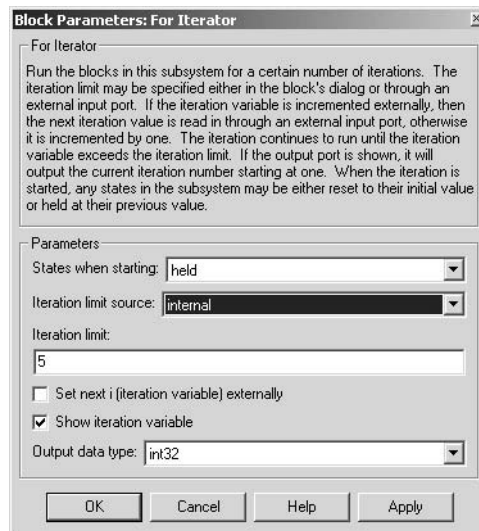 Block Parameters: For Iterator
For Iterator
Run the blocks in this subsystem for a certain number of iterations. The
iteration limit may be specified either in the block's dialog or through an
external input port. If the iteration variable is incremented externally, then
the next iteration value is read in through an external input port, otherwise
it is incremented by one. The iteration continues to run until the iteration
variable exceeds the iteration limit. If the output port is shown, it will
output the current iteration number starting at one. When the iteration is
started, any states in the subsystem may be either reset to their initial value
or held at their previous value.
Parameters
States when starting: held
Iteration limit source: internal
Iteration limit:
5
Set next i (iteration variable) externally
Show iteration variable
Output data type: int32
OK Cancel Help Apply